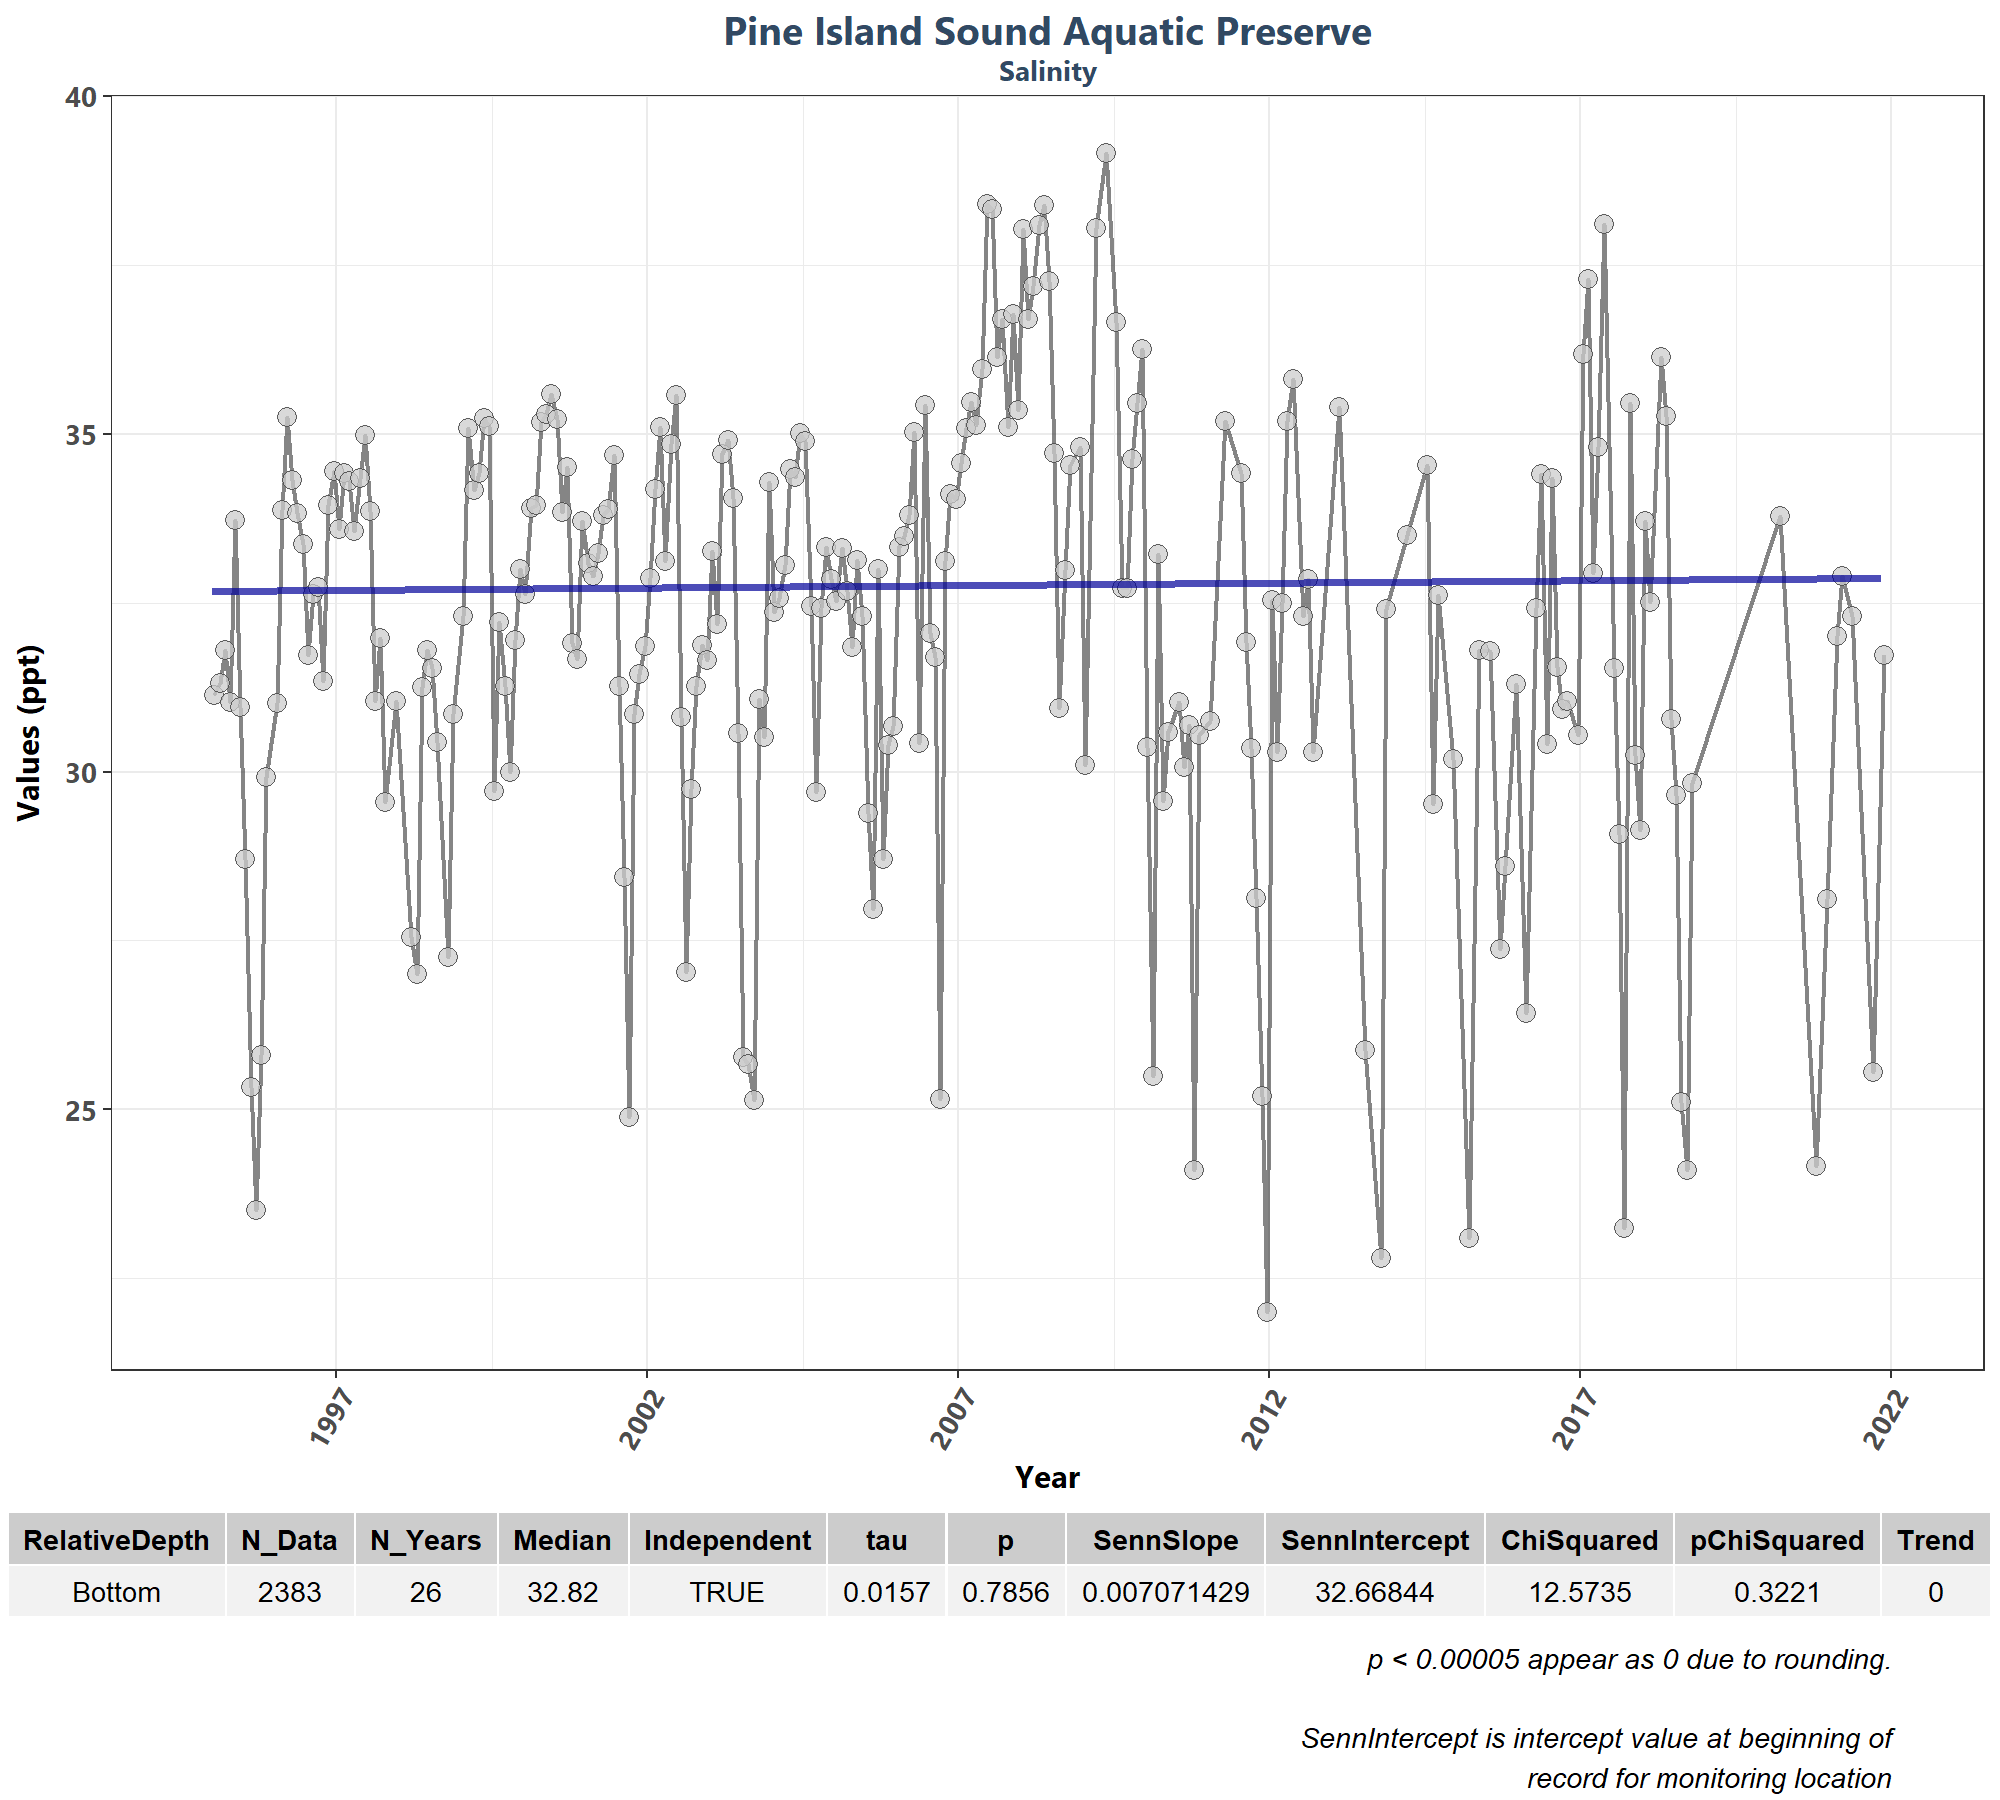 Pine Island Sound Aquatic Preserve
Salinity
40
35
30
25
Values (ppt)
1997
2002
2007
2012
2017
2022
Year
RelativeDepth N_Data N_Years Median Independent tau p SennSlope SennIntercept ChiSquared pChiSquared Trend
Bottom 2383 26 32.82 TRUE 0.0157 0.7856 0.007071429 32.66844 12.5735 0.3221 0
p < 0.00005 appear as 0 due to rounding.
SennIntercept is intercept value at beginning of
record for monitoring location